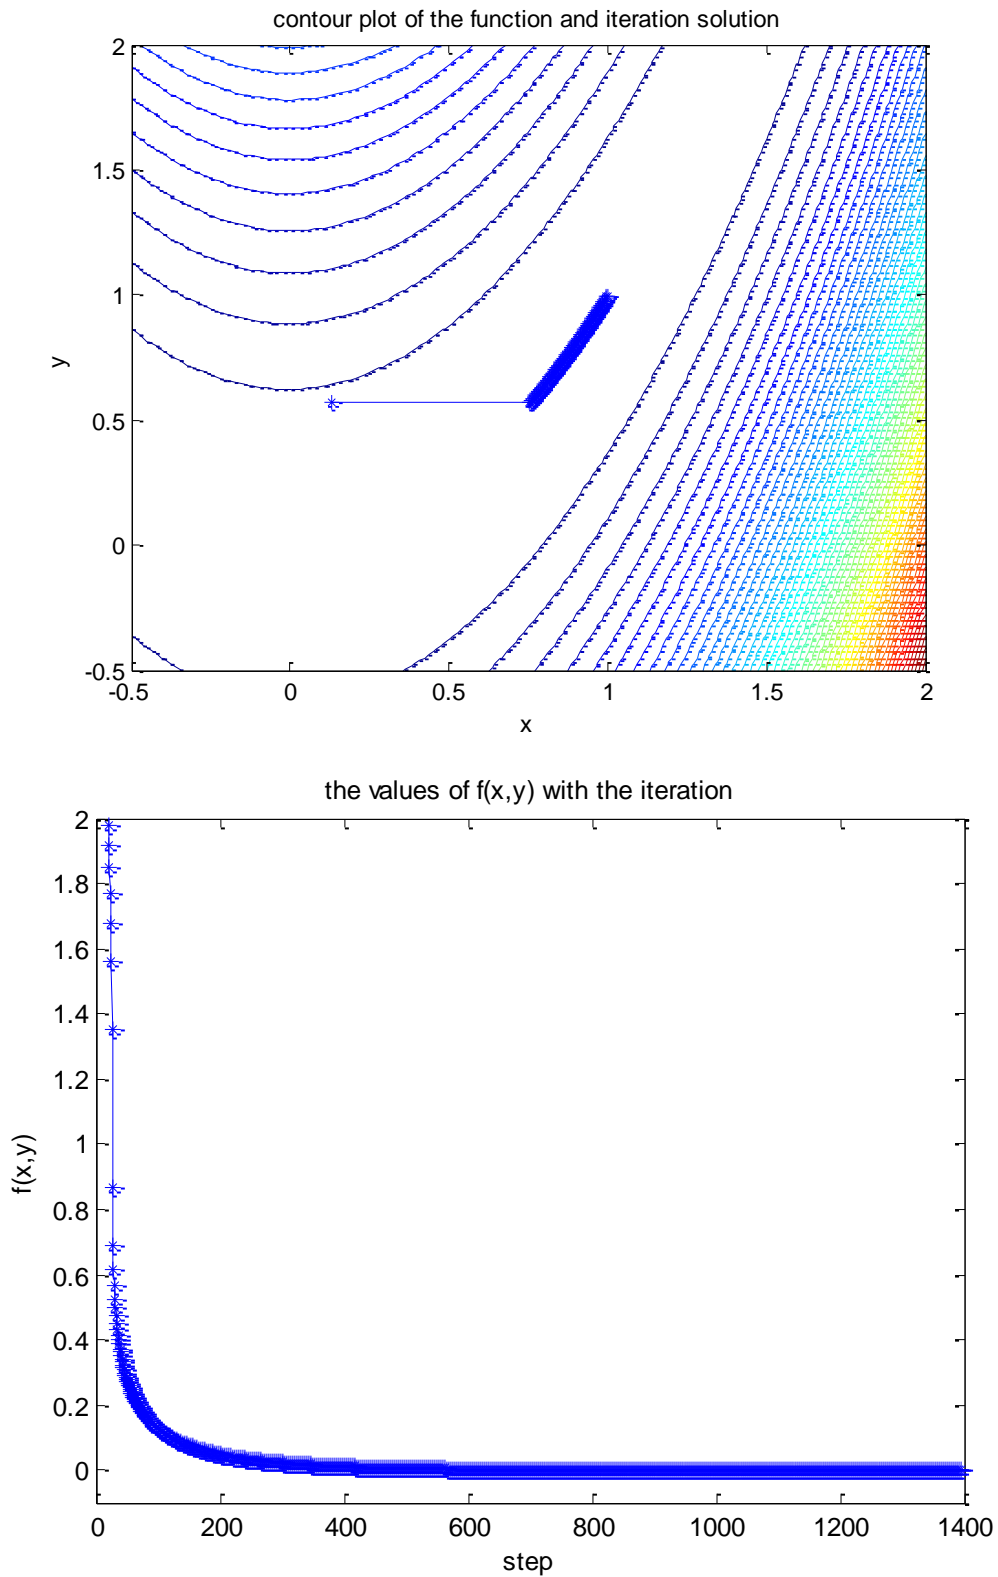 contour plot of the function and iteration solution
2
1.5
1
0.5
0
-0.5
y
-0.5 0 0.5 1 1.5 2
x
the values of f(x,y) with the iteration
2
1.8
1.6
1.4
1.2
1
0.8
0.6
0.4
0.2
0
f(x,y)
0 200 400 600 800 1000 1200 1400
step